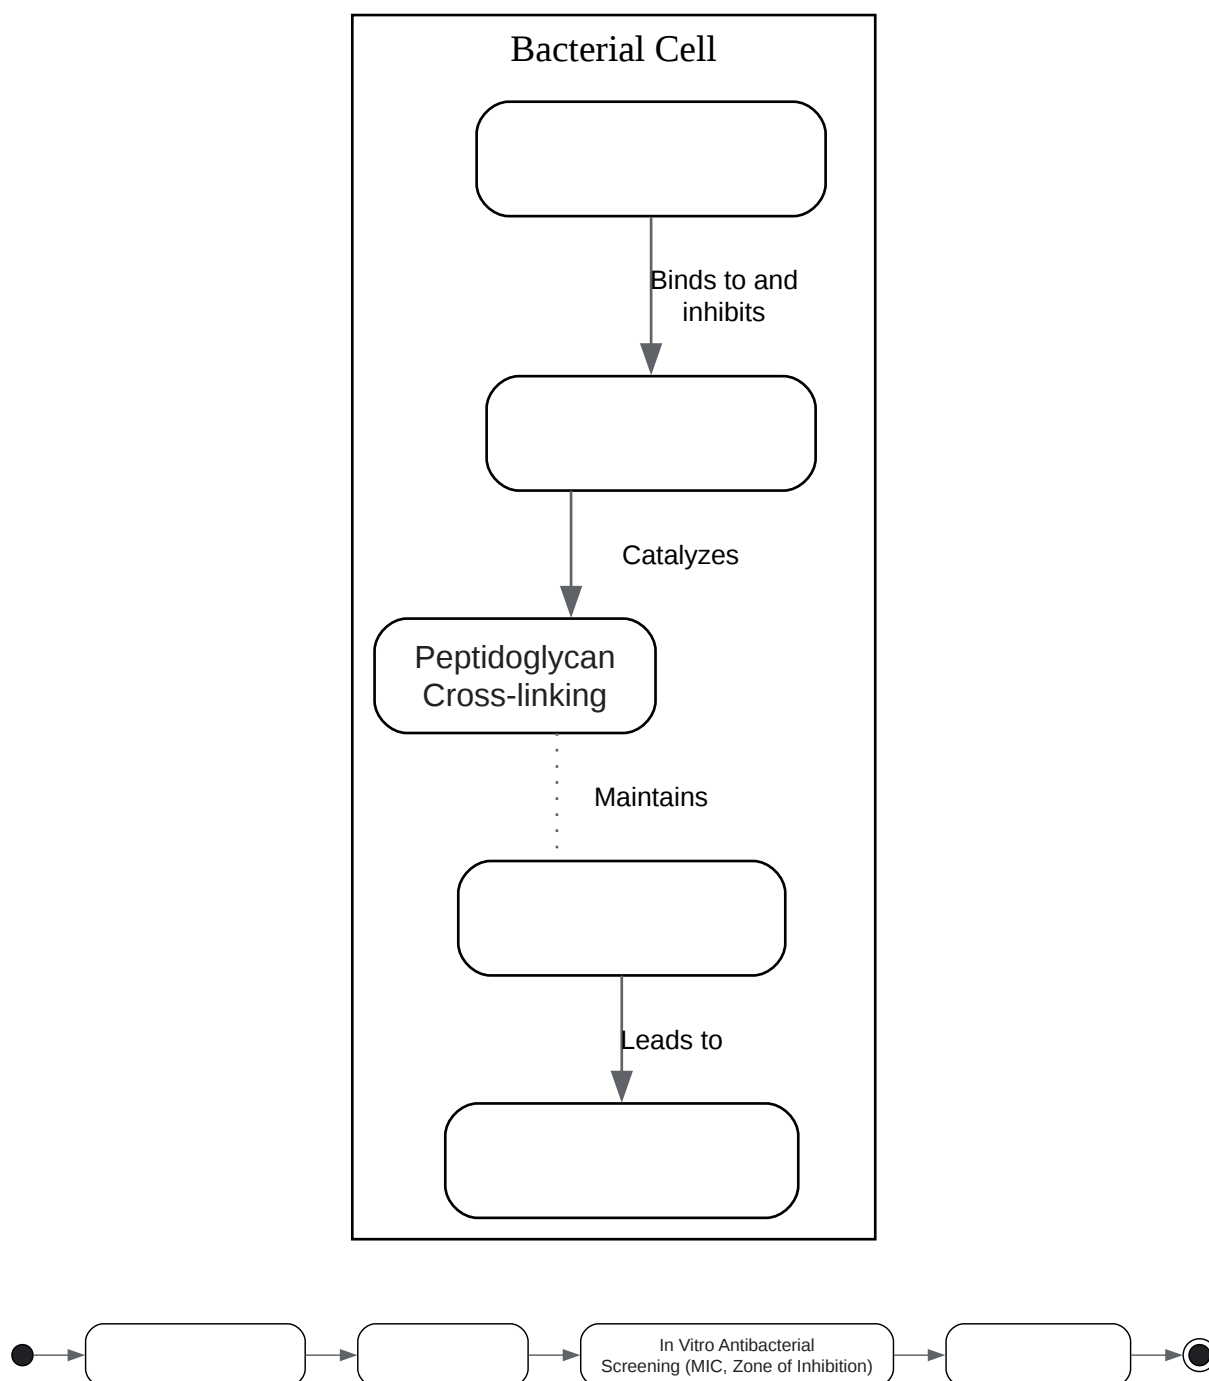 Bacterial Cell
Binds to and
inhibits
Catalyzes
Peptidoglycan
Cross-linking
Maintains
Leads to
In Vitro Antibacterial
Screening (MIC, Zone of Inhibition)